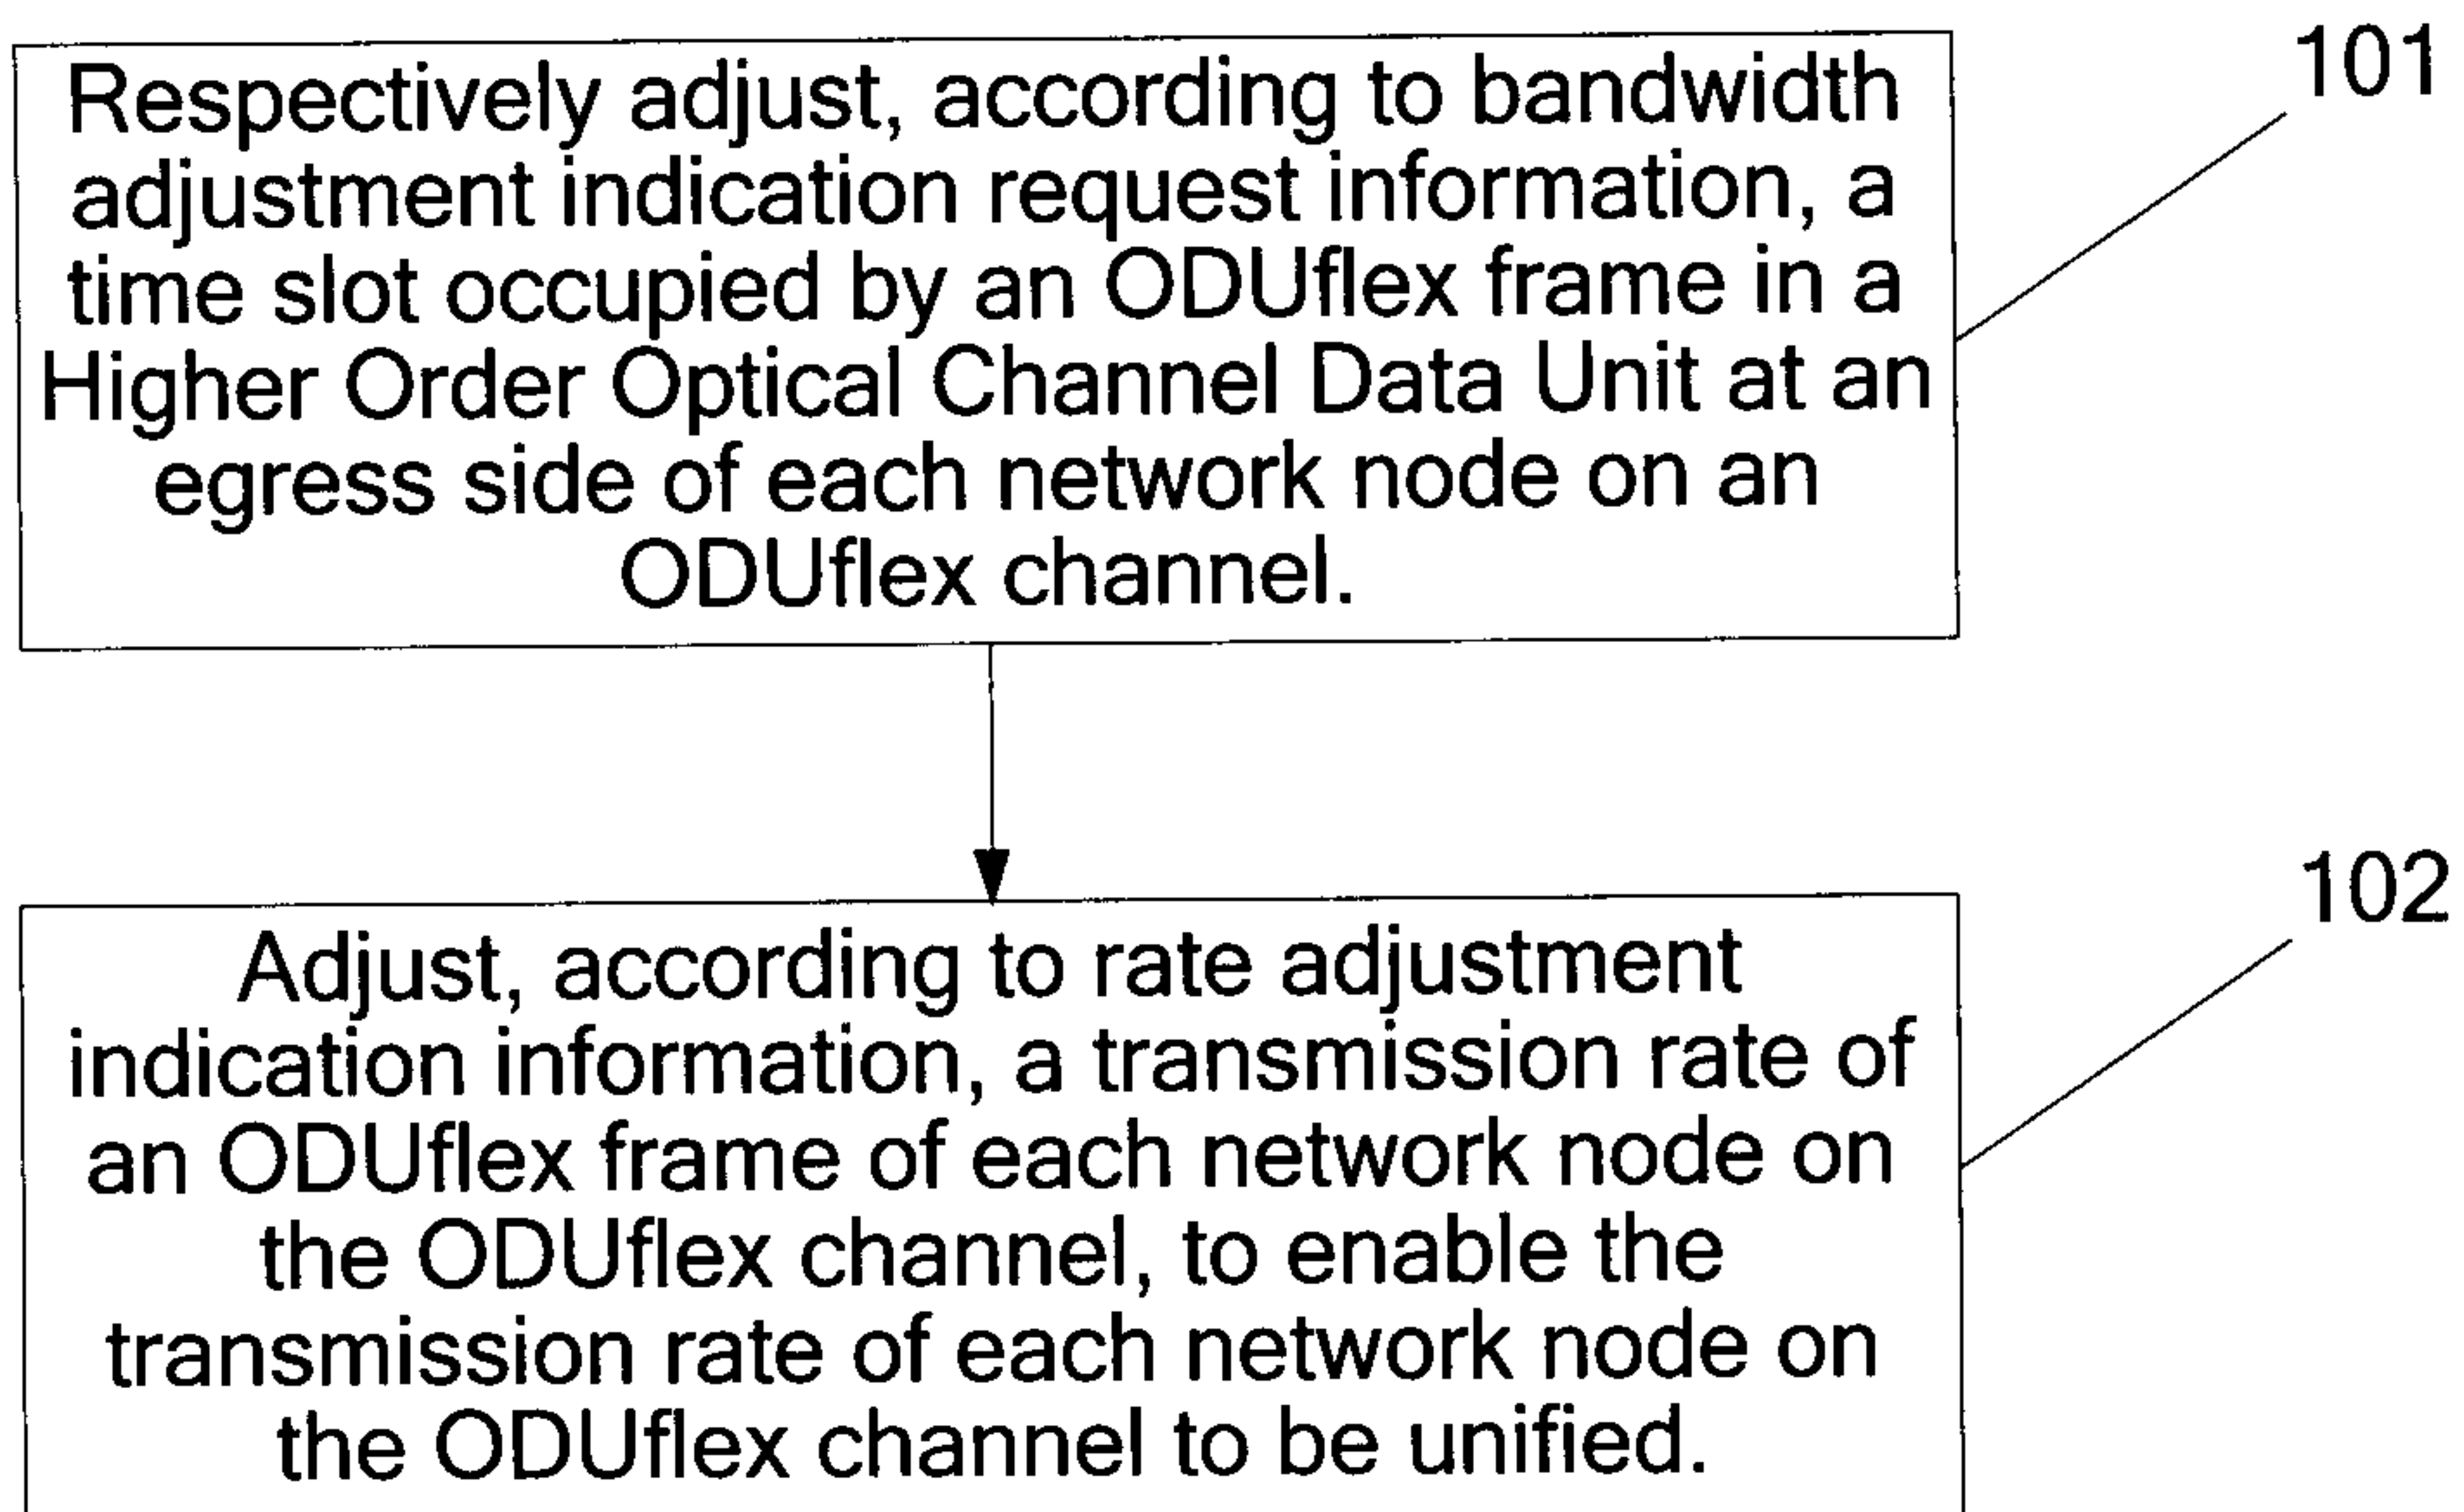 101
Respectively adjust, according to bandwidth
adjustment indication request information, a
time slot occupied by an ODUflex frame in a
Higher Order Optical Channel Data Unit at an
egress side of each network node on an
ODUflex channel.
102
Adjust, according to rate adjustment
indication information, a transmission rate of
an ODUflex frame of each network node on
the ODUflex channel, to enable the
transmission rate of each network node on
the ODUflex channel to be unified.